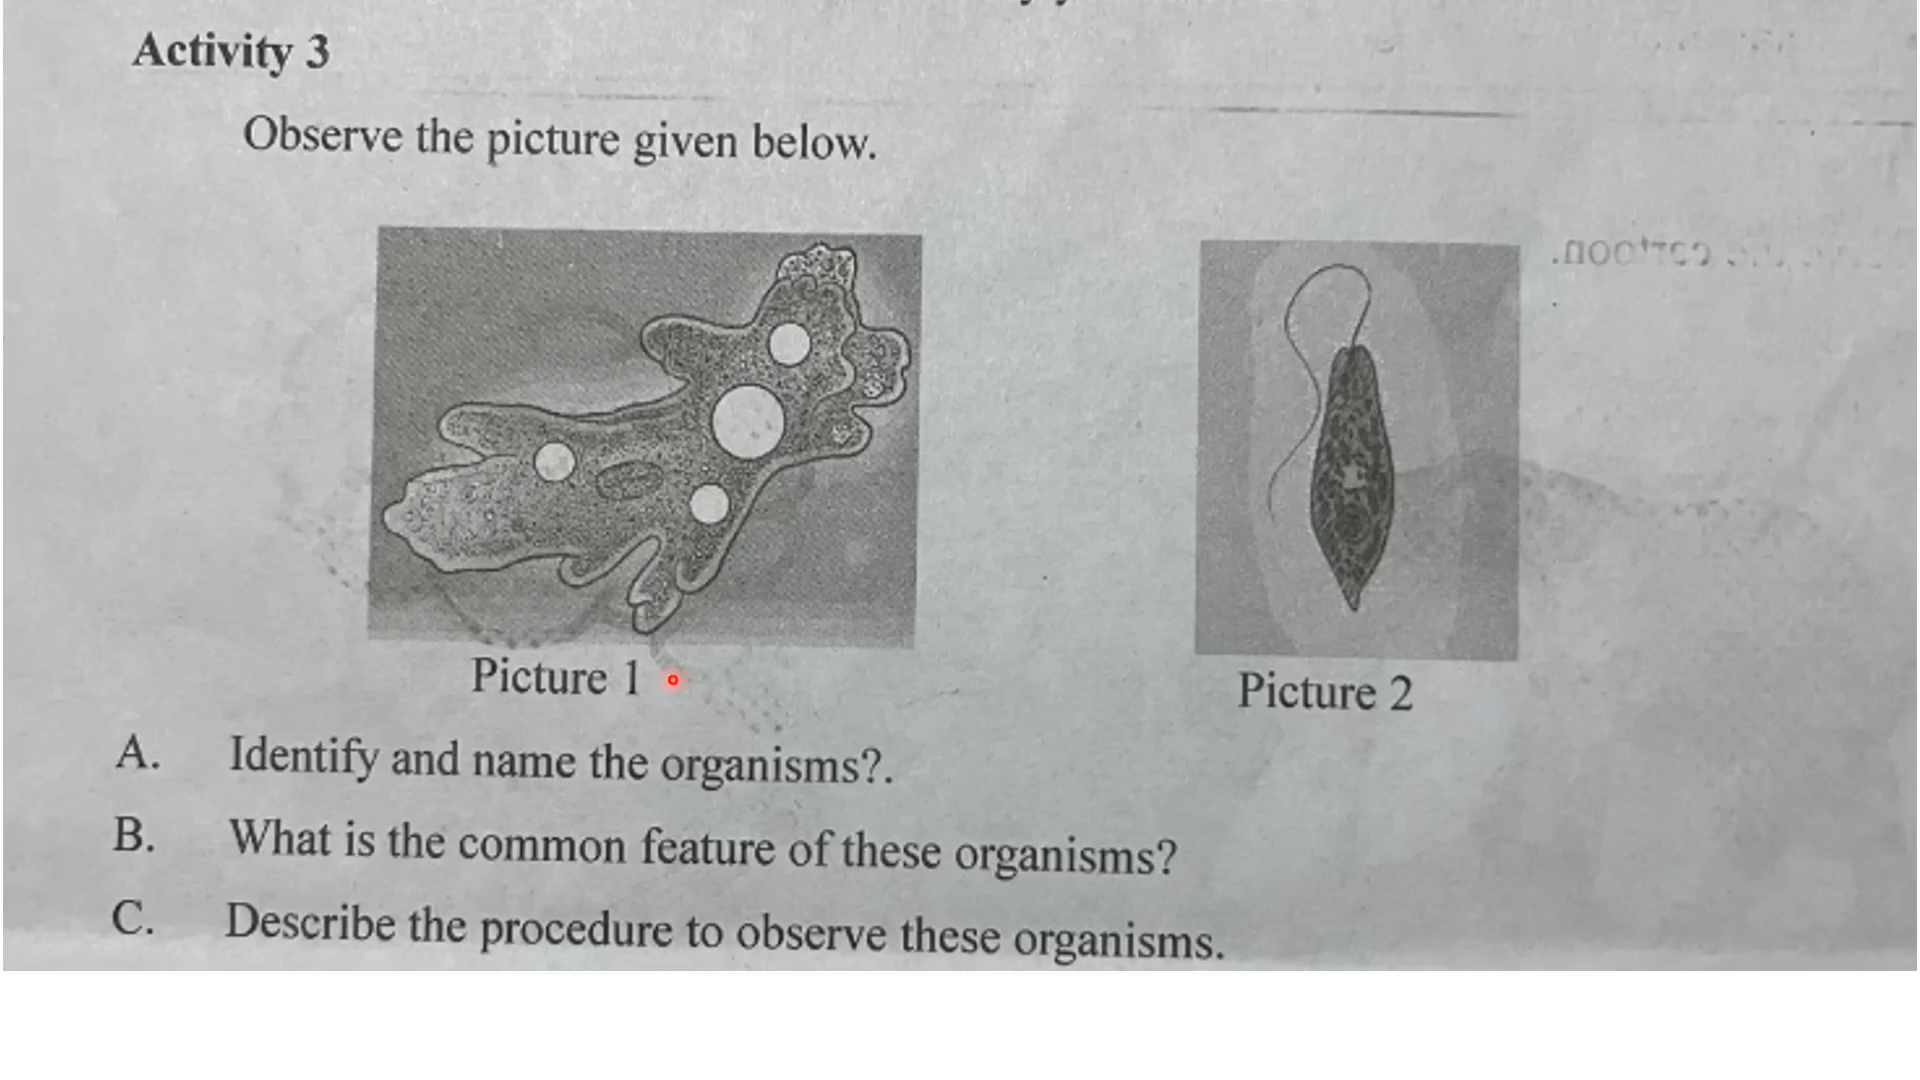 Activity 3
Observe the picture given below.
Picture 1
Picture 2
A. Identify and name the organisms?.
B. What is the common feature of these organisms?
C. Describe the procedure to observe these organisms.